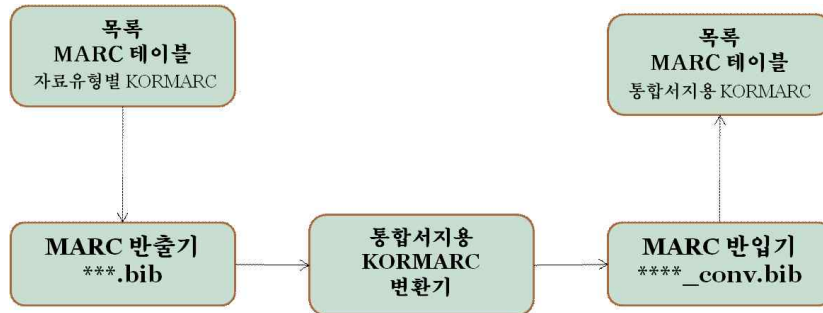 목록
MARC 테이블
자료유형별 KORMARC
목록
MARC 테이블
통합서지용 KORMARC
MARC 반출기
***.bib
통합서지용
KORMARC
변환기
MARC 반입기
****_conv.bib